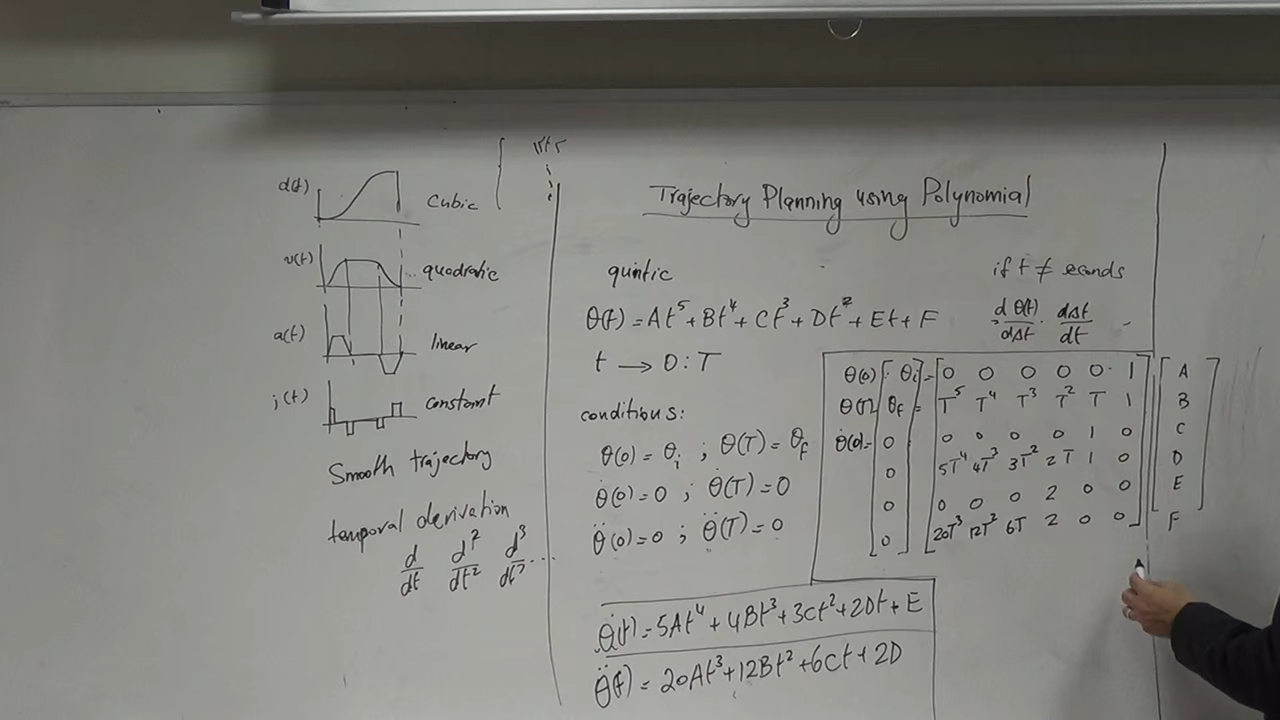 d(t) cubic
v(t) quadratic
a(t) linear
j(t) constant
Smooth trajectory
temporal derivation
d/dt d²/dt² d³/dt³ ...
Trajectory Planning using Polynomial
quintic
θ(t) = At⁵ + Bt⁴ + Ct³ + Dt² + Et + F
t → 0 : T
conditions:
θ(0) = θi ; θ(T) = θf
θ̇(0) = 0 ; θ̇(T) = 0
θ̈(0) = 0 ; θ̈(T) = 0
θ̇(t) = 5At⁴ + 4Bt³ + 3Ct² + 2Dt + E
θ̈(t) = 20At³ + 12Bt² + 6Ct + 2D
if t ≠ econds
d θ(t)/dΔt · dΔt/dt
θ(0) θi = 0 0 0 0 0 1 A
θ(T) θf = T⁵ T⁴ T³ T² T 1 B
θ̇(0) = 0 0 0 0 0 1 0 C
0 5T⁴ 4T³ 3T² 2T 1 0 D
0 0 0 0 2 0 0 E
0 20T³ 12T² 6T 2 0 0 F